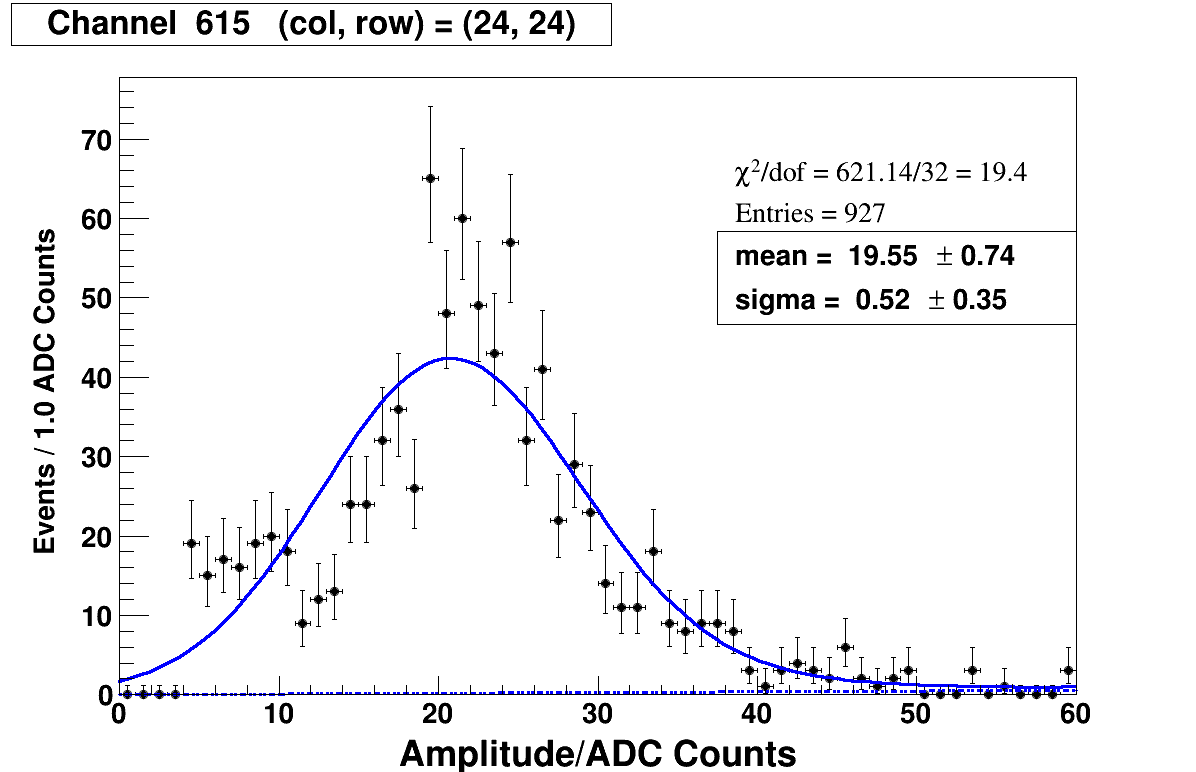 Channel 615 (col, row) = (24, 24)
χ²/dof = 621.14/32 = 19.4
Entries = 927
mean = 19.55 ± 0.74
sigma = 0.52 ± 0.35
Events / 1.0 ADC Counts
70
60
50
40
30
20
10
0
0 10 20 30 40 50 60
Amplitude/ADC Counts